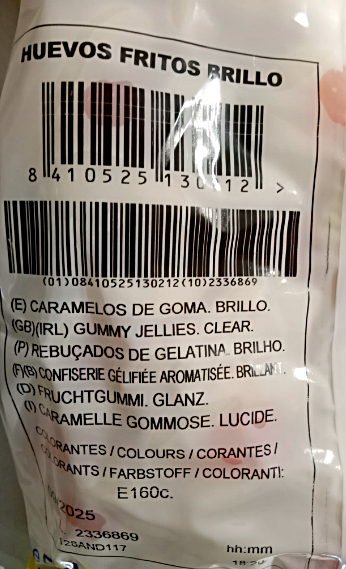 HUEVOS FRITOS BRILLO
8 410525 130212 >
(01)08410525130212(10)2336869
(E) CARAMELOS DE GOMA. BRILLO.
(GB)(IRL) GUMMY JELLIES. CLEAR.
(P) REBUÇADOS DE GELATINA. BRILHO.
(F)(B) CONFISERIE GÉLIFIÉE AROMATISÉE. BRILLANT.
(D) FRUCHTGUMMI. GLANZ.
(I) CARAMELLE GOMMOSE. LUCIDE.
COLORANTES / COLOURS / CORANTES /
COLORANTS / FARBSTOFF / COLORANTI:
E160c.
2025
2336869
hh:mm